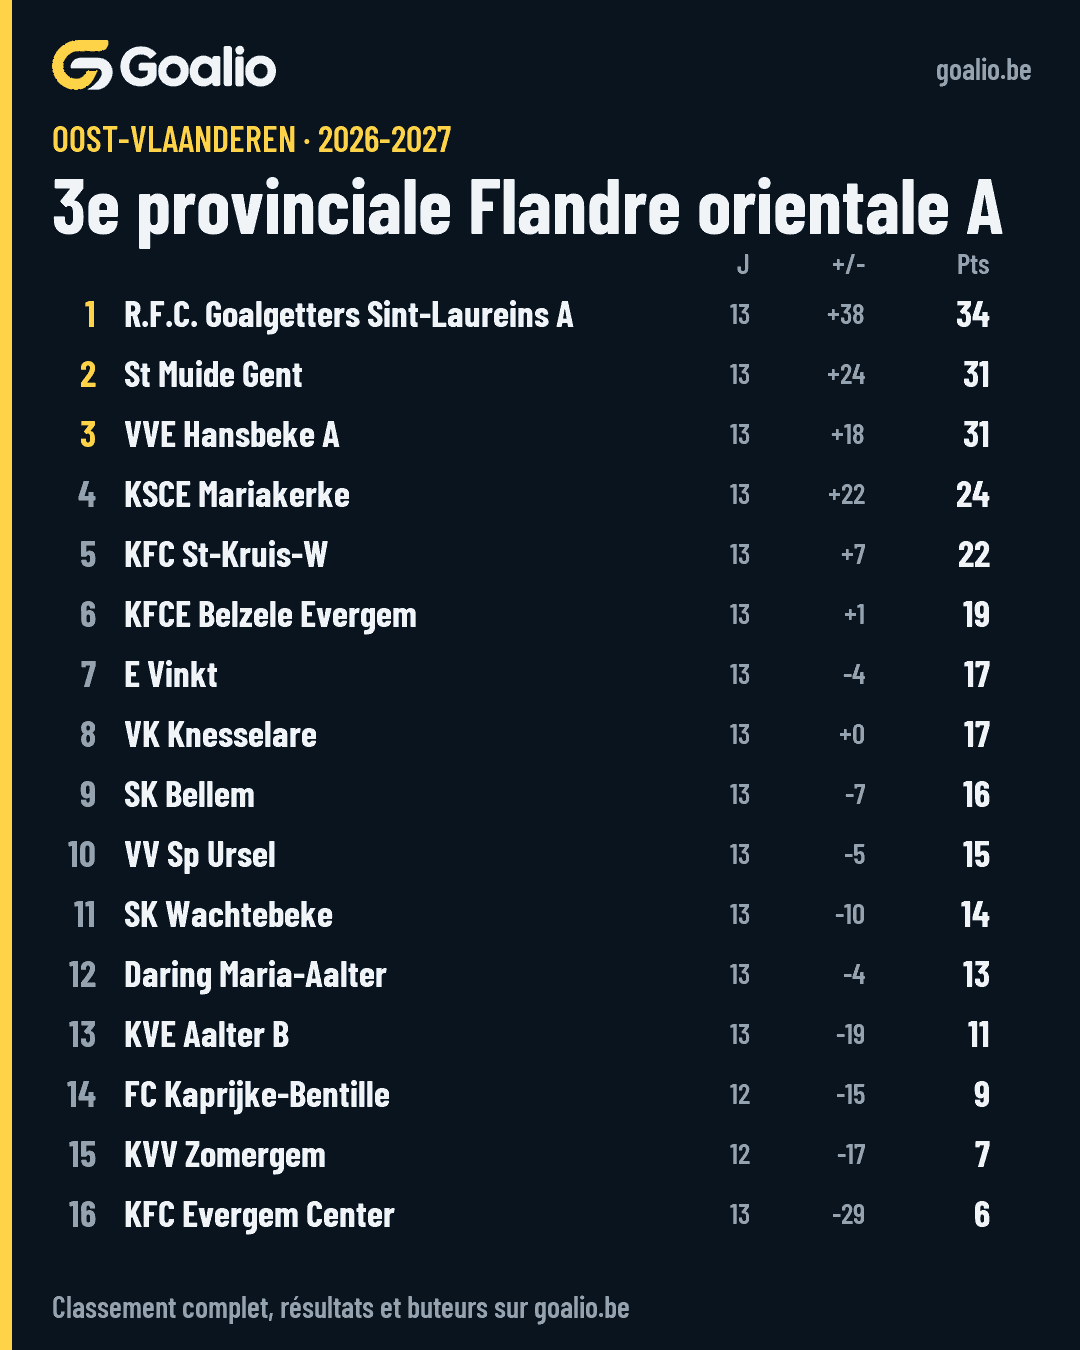 Goalio
goalio.be
OOST-VLAANDEREN · 2026-2027
3e provinciale Flandre orientale A
J +/- Pts
1 R.F.C. Goalgetters Sint-Laureins A 13 +38 34
2 St Muide Gent 13 +24 31
3 VVE Hansbeke A 13 +18 31
4 KSCE Mariakerke 13 +22 24
5 KFC St-Kruis-W 13 +7 22
6 KFCE Belzele Evergem 13 +1 19
7 E Vinkt 13 -4 17
8 VK Knesselare 13 +0 17
9 SK Bellem 13 -7 16
10 VV Sp Ursel 13 -5 15
11 SK Wachtebeke 13 -10 14
12 Daring Maria-Aalter 13 -4 13
13 KVE Aalter B 13 -19 11
14 FC Kaprijke-Bentille 12 -15 9
15 KVV Zomergem 12 -17 7
16 KFC Evergem Center 13 -29 6
Classement complet, résultats et buteurs sur goalio.be